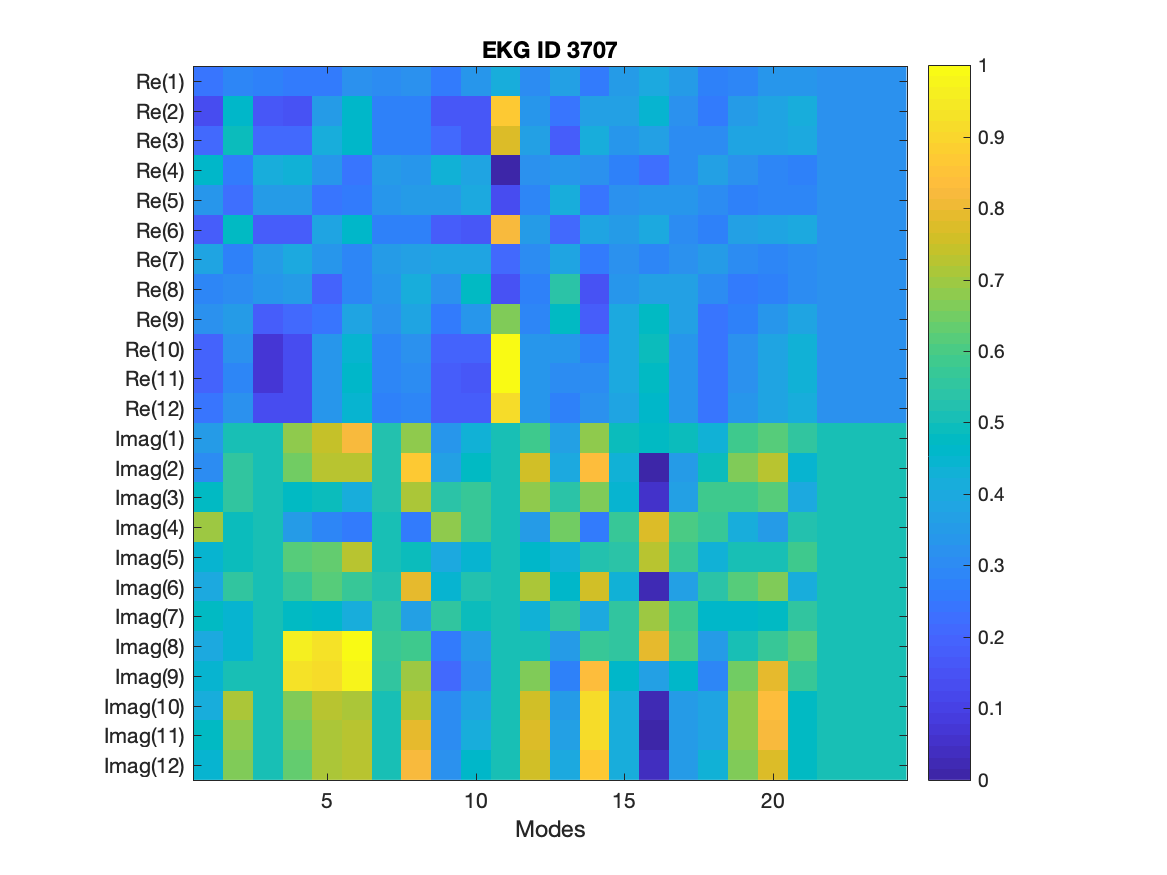 EKG ID 3707
Re(1)
Re(2)
Re(3)
Re(4)
Re(5)
Re(6)
Re(7)
Re(8)
Re(9)
Re(10)
Re(11)
Re(12)
Imag(1)
Imag(2)
Imag(3)
Imag(4)
Imag(5)
Imag(6)
Imag(7)
Imag(8)
Imag(9)
Imag(10)
Imag(11)
Imag(12)
5 10 15 20
Modes
1
0.9
0.8
0.7
0.6
0.5
0.4
0.3
0.2
0.1
0